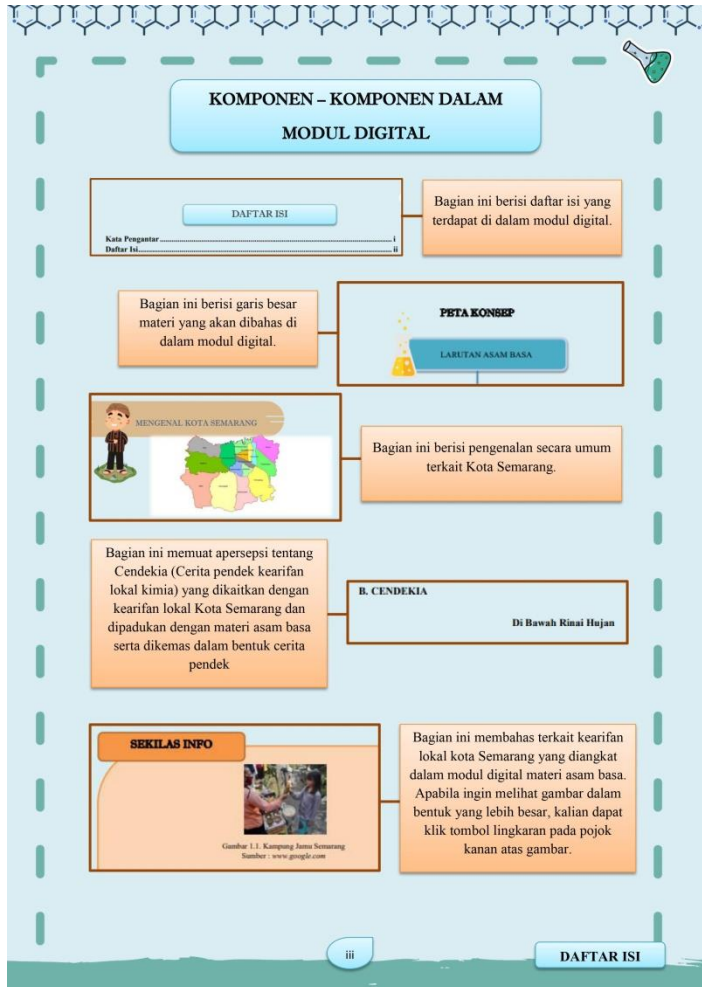 KOMPONEN – KOMPONEN DALAM
MODUL DIGITAL
DAFTAR ISI
Kata Pengantar ........ i
Daftar Isi ........ ii
Bagian ini berisi daftar isi yang
terdapat di dalam modul digital.
Bagian ini berisi garis besar
materi yang akan dibahas di
dalam modul digital.
PETA KONSEP
LARUTAN ASAM BASA
MENGENAL KOTA SEMARANG
Bagian ini berisi pengenalan secara umum
terkait Kota Semarang.
Bagian ini memuat apersepsi tentang
Cendekia (Cerita pendek kearifan
lokal kimia) yang dikaitkan dengan
kearifan lokal Kota Semarang dan
dipadukan dengan materi asam basa
serta dikemas dalam bentuk cerita
pendek
B. CENDEKIA
Di Bawah Rinai Hujan
SEKILAS INFO
Gambar 1.1. Kampung Jamu Semarang
Sumber : www.google.com
Bagian ini membahas terkait kearifan
lokal kota Semarang yang diangkat
dalam modul digital materi asam basa.
Apabila ingin melihat gambar dalam
bentuk yang lebih besar, kalian dapat
klik tombol lingkaran pada pojok
kanan atas gambar.
iii
DAFTAR ISI